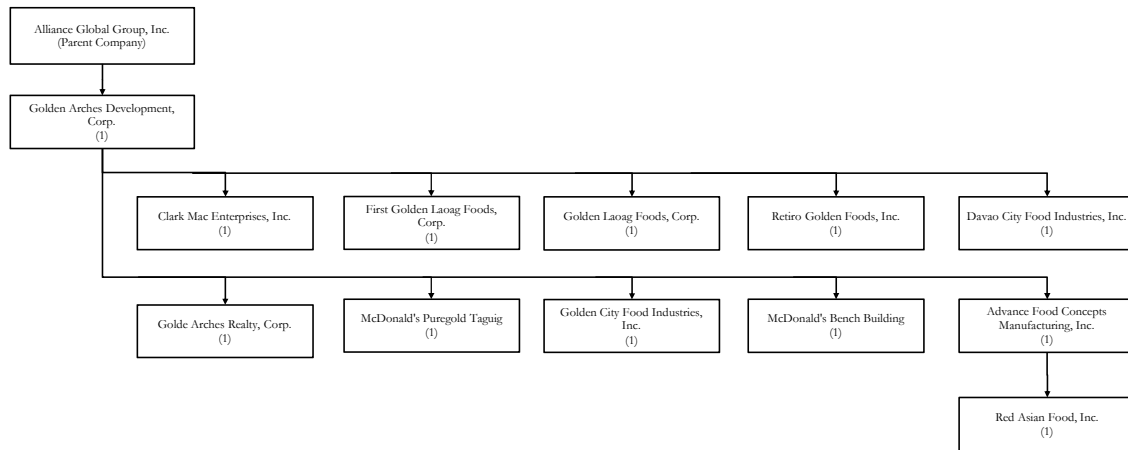 Alliance Global Group, Inc.
(Parent Company)
Golden Arches Development,
Corp.
(1)
Clark Mac Enterprises, Inc.
(1)
First Golden Laoag Foods,
Corp.
(1)
Golden Laoag Foods, Corp.
(1)
Retiro Golden Foods, Inc.
(1)
Davao City Food Industries, Inc.
(1)
Golde Arches Realty, Corp.
(1)
McDonald's Puregold Taguig
(1)
Golden City Food Industries,
Inc.
(1)
McDonald's Bench Building
(1)
Advance Food Concepts
Manufacturing, Inc.
(1)
Red Asian Food, Inc.
(1)